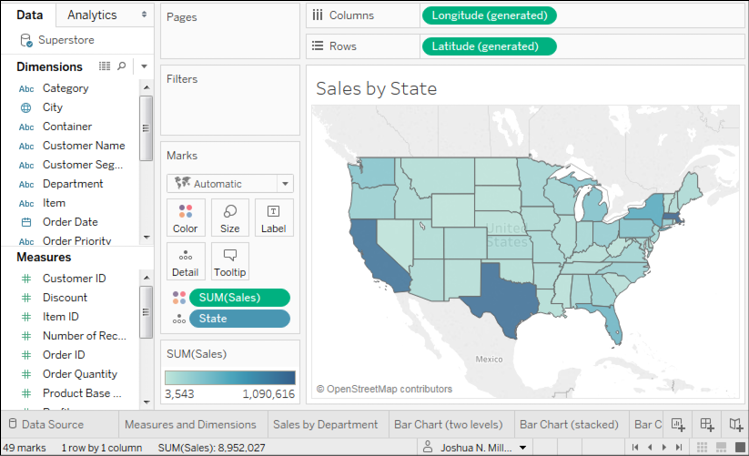 Data
Analytics
Superstore
Dimensions
Abc Category
City
Abc Container
Abc Customer Name
Abc Customer Seg...
Abc Department
Abc Item
Order Date
Abc Order Priority
Measures
# Customer ID
# Discount
# Item ID
# Number of Rec...
# Order ID
# Order Quantity
# Product Base ...
Pages
Filters
Marks
Automatic
Color
Size
Label
Detail
Tooltip
SUM(Sales)
State
SUM(Sales)
3,543
1,090,616
Columns
Longitude (generated)
Rows
Latitude (generated)
Sales by State
United
States
Mexico
© OpenStreetMap contributors
Data Source
Measures and Dimensions
Sales by Department
Bar Chart (two levels)
Bar Chart (stacked)
Bar C
49 marks
1 row by 1 column
SUM(Sales): 8,952,027
Joshua N. Mill...